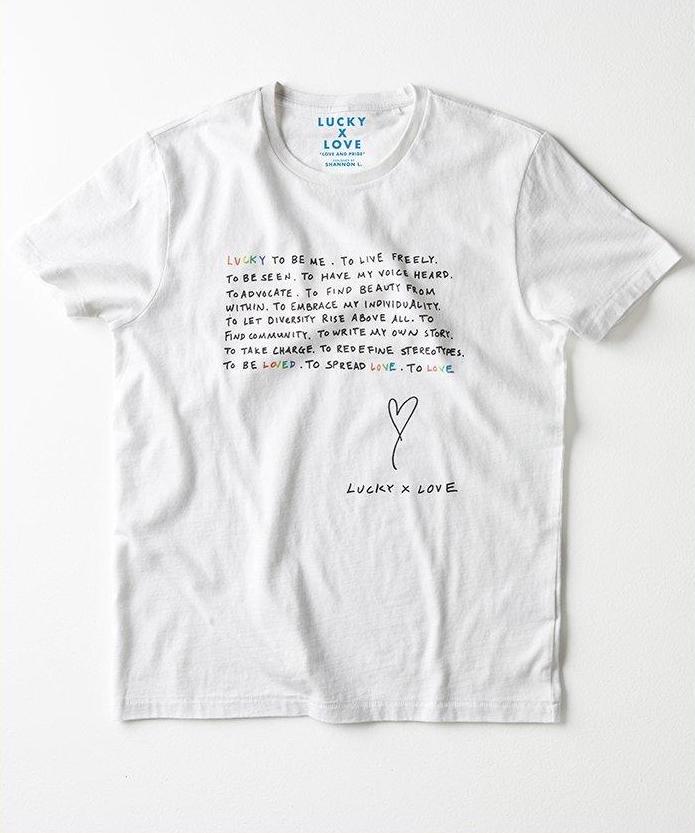 LUCKY
X
LOVE
"LOVE AND PRIDE"
DESIGNED BY
SHANNON L.
LUCKY TO BE ME. TO LIVE FREELY.
TO BE SEEN. TO HAVE MY VOICE HEARD.
TO ADVOCATE. TO FIND BEAUTY FROM
WITHIN. TO EMBRACE MY INDIVIDUALITY.
TO LET DIVERSITY RISE ABOVE ALL. TO
FIND COMMUNITY. TO WRITE MY OWN STORY.
TO TAKE CHARGE. TO REDEFINE STEREOTYPES.
TO BE LOVED. TO SPREAD LOVE. TO LOVE
LUCKY X LOVE